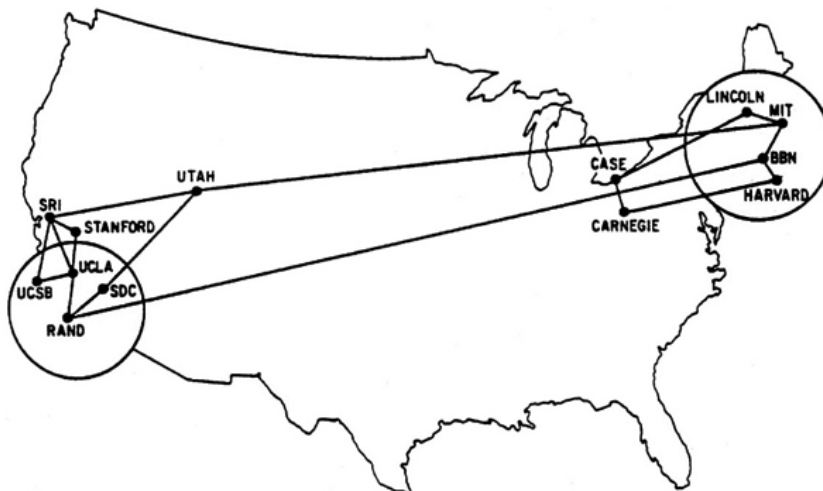 LINCOLN
MIT
BBN
CASE
HARVARD
UTAH
CARNEGIE
SRI
STANFORD
UCLA
UCSB
SDC
RAND